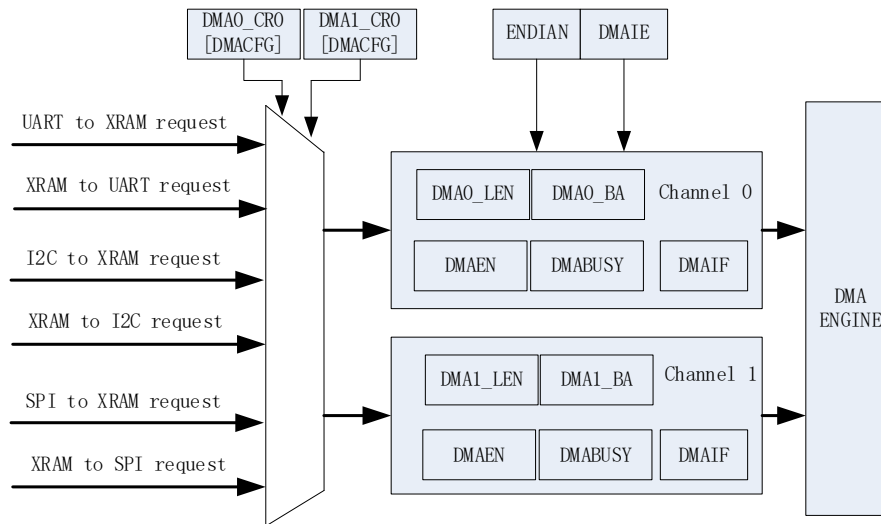 DMA0_CR0
[DMACFG]
DMA1_CR0
[DMACFG]
ENDIAN
DMAIE
UART to XRAM request
XRAM to UART request
I2C to XRAM request
XRAM to I2C request
SPI to XRAM request
XRAM to SPI request
DMA0_LEN
DMA0_BA
Channel 0
DMAEN
DMABUSY
DMAIF
DMA1_LEN
DMA1_BA
Channel 1
DMAEN
DMABUSY
DMAIF
DMA
ENGINE